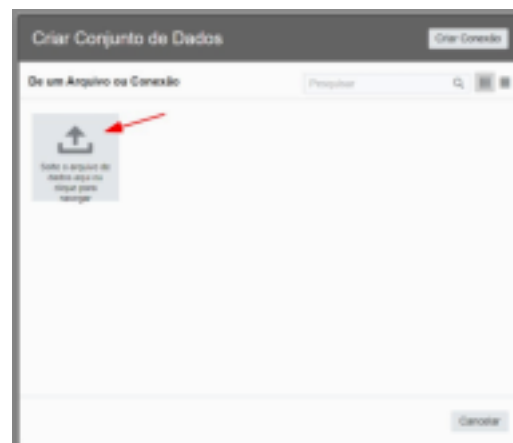 Criar Conjunto de Dados
Criar Conexão
De um Arquivo ou Conexão
Pesquisar
Solte o arquivo de
dados aqui ou
clique para
navegar
Cancelar